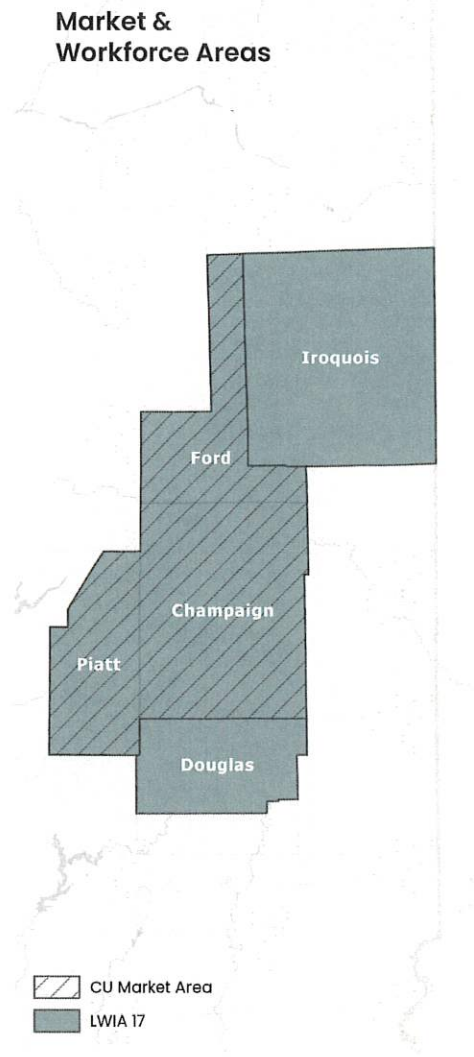 Market &
Workforce Areas
Iroquois
Ford
Champaign
Piatt
Douglas
CU Market Area
LWIA 17